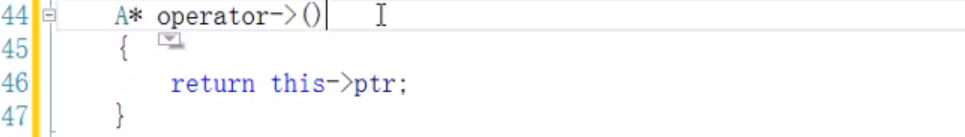 44 A* operator->()
45 {
46 return this->ptr;
47 }